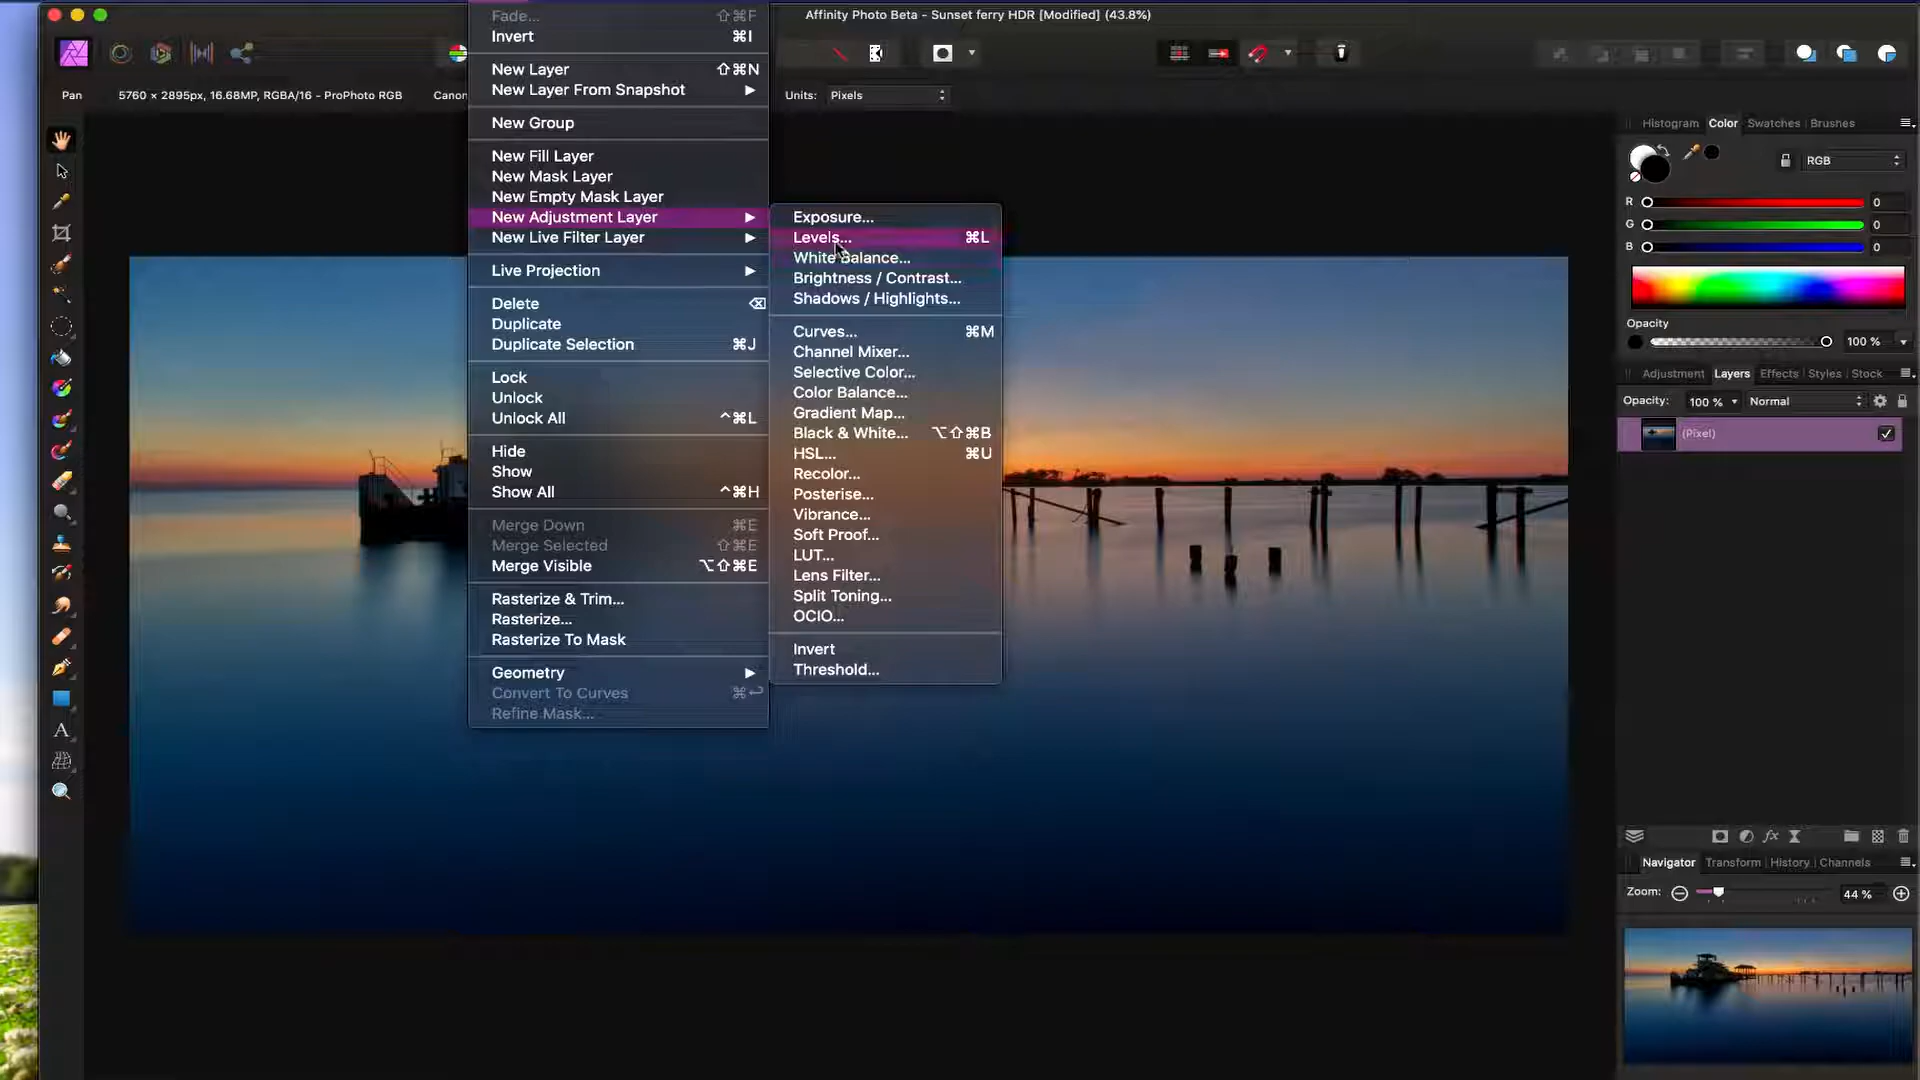 Affinity Photo Beta - Sunset ferry HDR [Modified] (43.8%)
Pan
5760 × 2895px, 16.68MP, RGBA/16 - ProPhoto RGB
Canon
Units:
Pixels
Fade... ⇧⌘F
Invert ⌘I
New Layer ⇧⌘N
New Layer From Snapshot
New Group
New Fill Layer
New Mask Layer
New Empty Mask Layer
New Adjustment Layer
New Live Filter Layer
Live Projection
Delete ⌫
Duplicate
Duplicate Selection ⌘J
Lock
Unlock
Unlock All ^⌘L
Hide
Show
Show All ^⌘H
Merge Down ⌘E
Merge Selected ⇧⌘E
Merge Visible ⌥⇧⌘E
Rasterize & Trim...
Rasterize...
Rasterize To Mask
Geometry
Convert To Curves ⌘↩
Refine Mask...
Exposure...
Levels... ⌘L
White Balance...
Brightness / Contrast...
Shadows / Highlights...
Curves... ⌘M
Channel Mixer...
Selective Color...
Color Balance...
Gradient Map...
Black & White... ⌥⇧⌘B
HSL... ⌘U
Recolor...
Posterise...
Vibrance...
Soft Proof...
LUT...
Lens Filter...
Split Toning...
OCIO...
Invert
Threshold...
Histogram Color Swatches Brushes
RGB
R 0
G 0
B 0
Opacity
100 %
Adjustment Layers Effects Styles Stock
Opacity: 100 % Normal
(Pixel)
fx
Navigator Transform History Channels
Zoom: 44 %
A